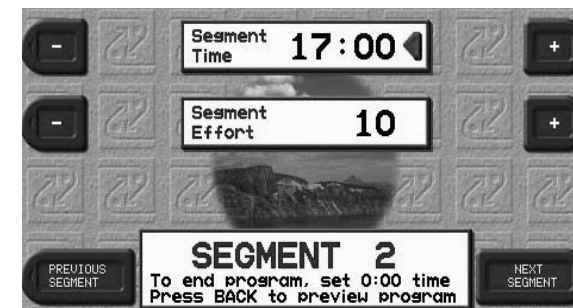 - Segment Time 17:00 +
- Segment Effort 10 +
PREVIOUS SEGMENT
SEGMENT 2
To end program, set 0:00 time
Press BACK to preview program
NEXT SEGMENT